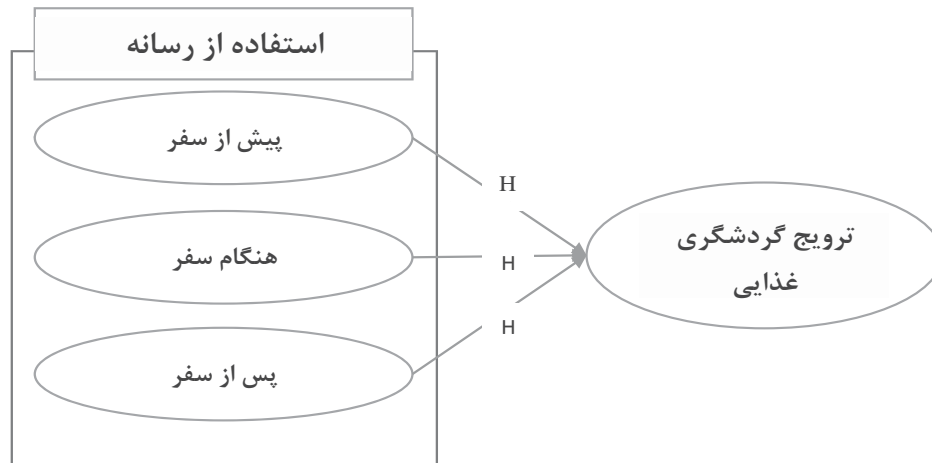 استفاده از رسانه
پیش از سفر
H
هنگام سفر
H
ترویج گردشگری
غذایی
H
پس از سفر